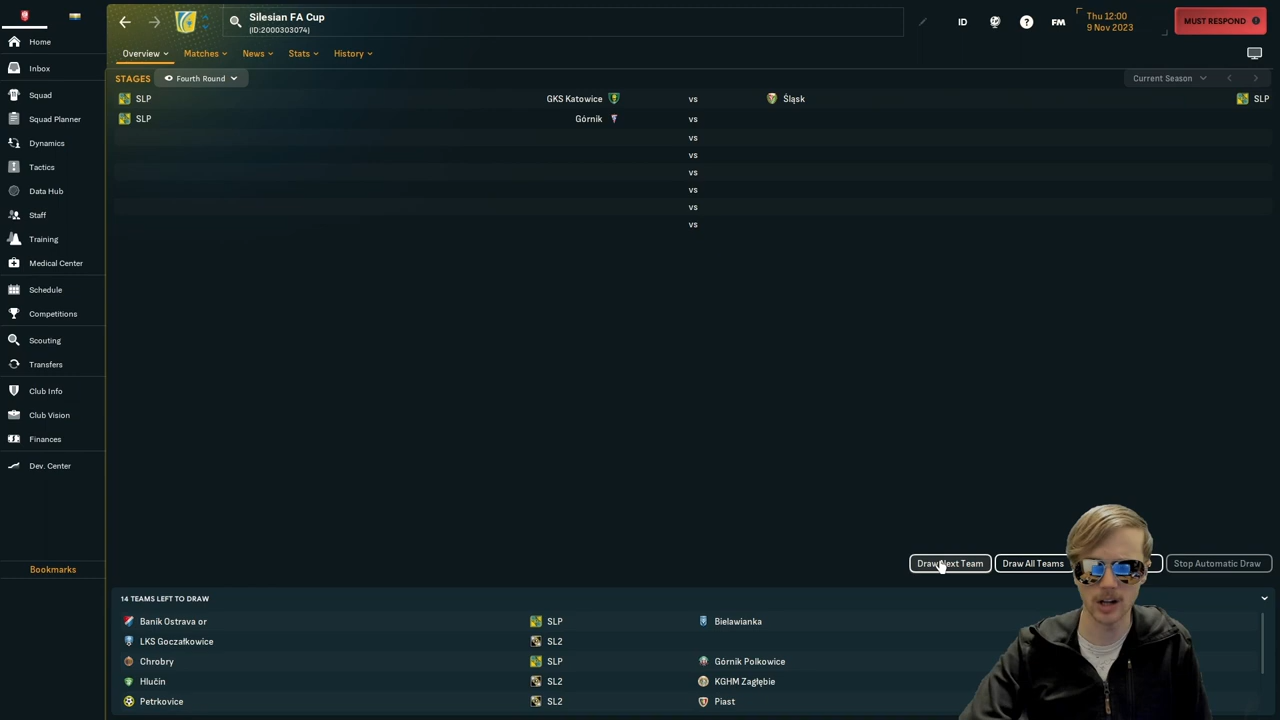 Silesian FA Cup
(ID:2000303074)
ID
FM
Thu 12:00
9 Nov 2023
MUST RESPOND
Home
Inbox
Squad
Squad Planner
Dynamics
Tactics
Data Hub
Staff
Training
Medical Center
Schedule
Competitions
Scouting
Transfers
Club Info
Club Vision
Finances
Dev. Center
Bookmarks
Overview
Matches
News
Stats
History
STAGES
Fourth Round
Current Season
SLP GKS Katowice vs Śląsk SLP
SLP Górnik vs
vs
vs
vs
vs
vs
vs
Draw Next Team
Draw All Teams
Stop Automatic Draw
14 TEAMS LEFT TO DRAW
Baník Ostrava or SLP Bielawianka
LKS Goczałkowice SL2
Chrobry SLP Górnik Polkowice
Hlučín SL2 KGHM Zagłębie
Petrkovice SL2 Piast